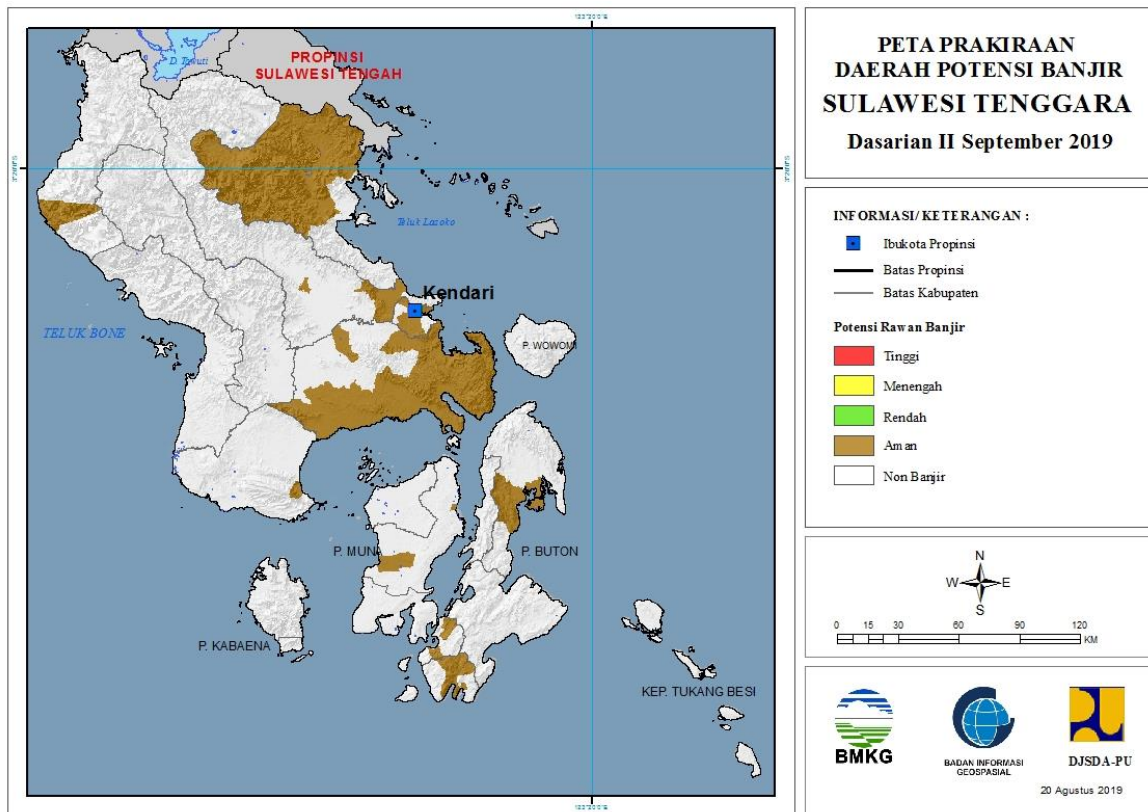 PETA PRAKIRAAN
DAERAH POTENSI BANJIR
SULAWESI TENGGARA
Dasarian II September 2019
INFORMASI/ KETERANGAN :
Ibukota Propinsi
Batas Propinsi
Batas Kabupaten
Potensi Rawan Banjir
Tinggi
Menengah
Rendah
Aman
Non Banjir
N
W E
S
0 15 30 60 90 120
KM
BMKG
BADAN INFORMASI
GEOSPASIAL
DJSDA-PU
20 Agustus 2019
PROPINSI
SULAWESI TENGAH
Teluk Lasoko
Kendari
TELUK BONE
P. WOWONI
P. MUNA
P. BUTON
P. KABAENA
KEP. TUKANG BESI